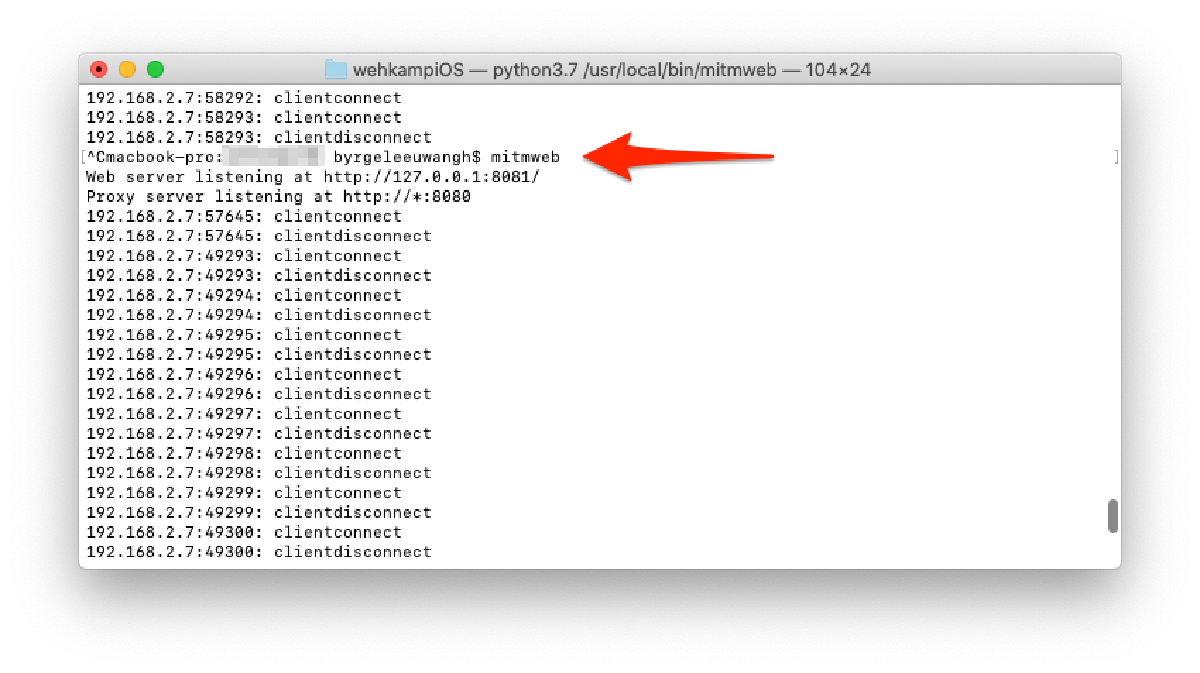 wehkampiOS — python3.7 /usr/local/bin/mitmweb — 104×24
192.168.2.7:58292: clientconnect
192.168.2.7:58293: clientconnect
192.168.2.7:58293: clientdisconnect
[^Cmacbook-pro: byrgeleeuwangh$ mitmweb ]
Web server listening at http://127.0.0.1:8081/
Proxy server listening at http://*:8080
192.168.2.7:57645: clientconnect
192.168.2.7:57645: clientdisconnect
192.168.2.7:49293: clientconnect
192.168.2.7:49293: clientdisconnect
192.168.2.7:49294: clientconnect
192.168.2.7:49294: clientdisconnect
192.168.2.7:49295: clientconnect
192.168.2.7:49295: clientdisconnect
192.168.2.7:49296: clientconnect
192.168.2.7:49296: clientdisconnect
192.168.2.7:49297: clientconnect
192.168.2.7:49297: clientdisconnect
192.168.2.7:49298: clientconnect
192.168.2.7:49298: clientdisconnect
192.168.2.7:49299: clientconnect
192.168.2.7:49299: clientdisconnect
192.168.2.7:49300: clientconnect
192.168.2.7:49300: clientdisconnect